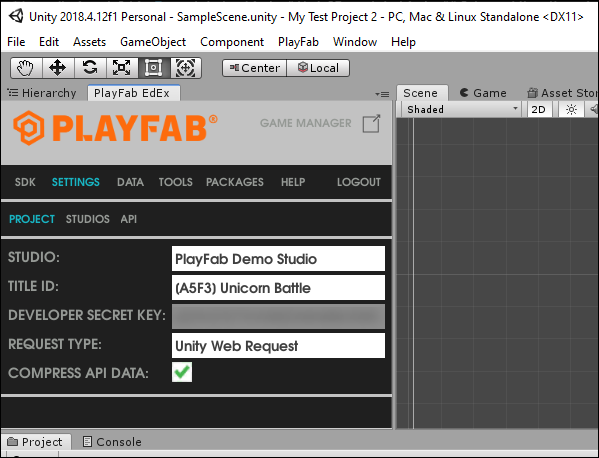 Unity 2018.4.12f1 Personal - SampleScene.unity - My Test Project 2 - PC, Mac & Linux Standalone <DX11>
File Edit Assets GameObject Component PlayFab Window Help
Center Local
Hierarchy PlayFab EdEx Scene Game Asset Stor
Shaded 2D
PLAYFAB® GAME MANAGER
SDK SETTINGS DATA TOOLS PACKAGES HELP LOGOUT
PROJECT STUDIOS API
STUDIO: PlayFab Demo Studio
TITLE ID: [A5F3] Unicorn Battle
DEVELOPER SECRET KEY:
REQUEST TYPE: Unity Web Request
COMPRESS API DATA:
Project Console